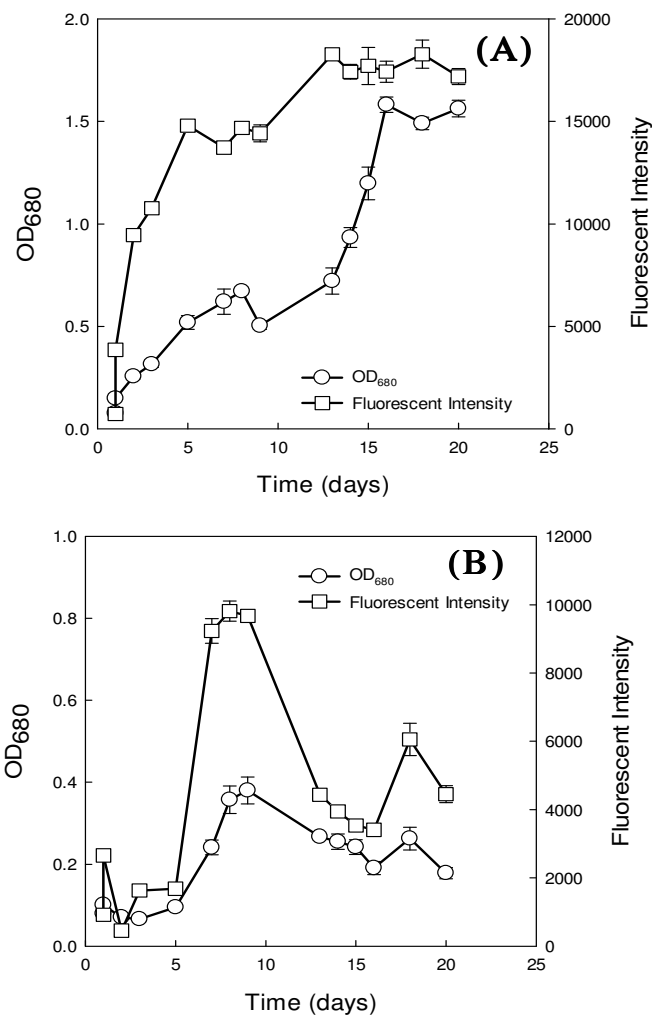 (A)
2.0
1.5
1.0
0.5
0.0
OD680
20000
15000
10000
5000
0
Fluorescent Intensity
OD680
Fluorescent Intensity
0 5 10 15 20 25
Time (days)
(B)
1.0
0.8
0.6
0.4
0.2
0.0
OD680
12000
10000
8000
6000
4000
2000
0
Fluorescent Intensity
OD680
Fluorescent Intensity
0 5 10 15 20 25
Time (days)